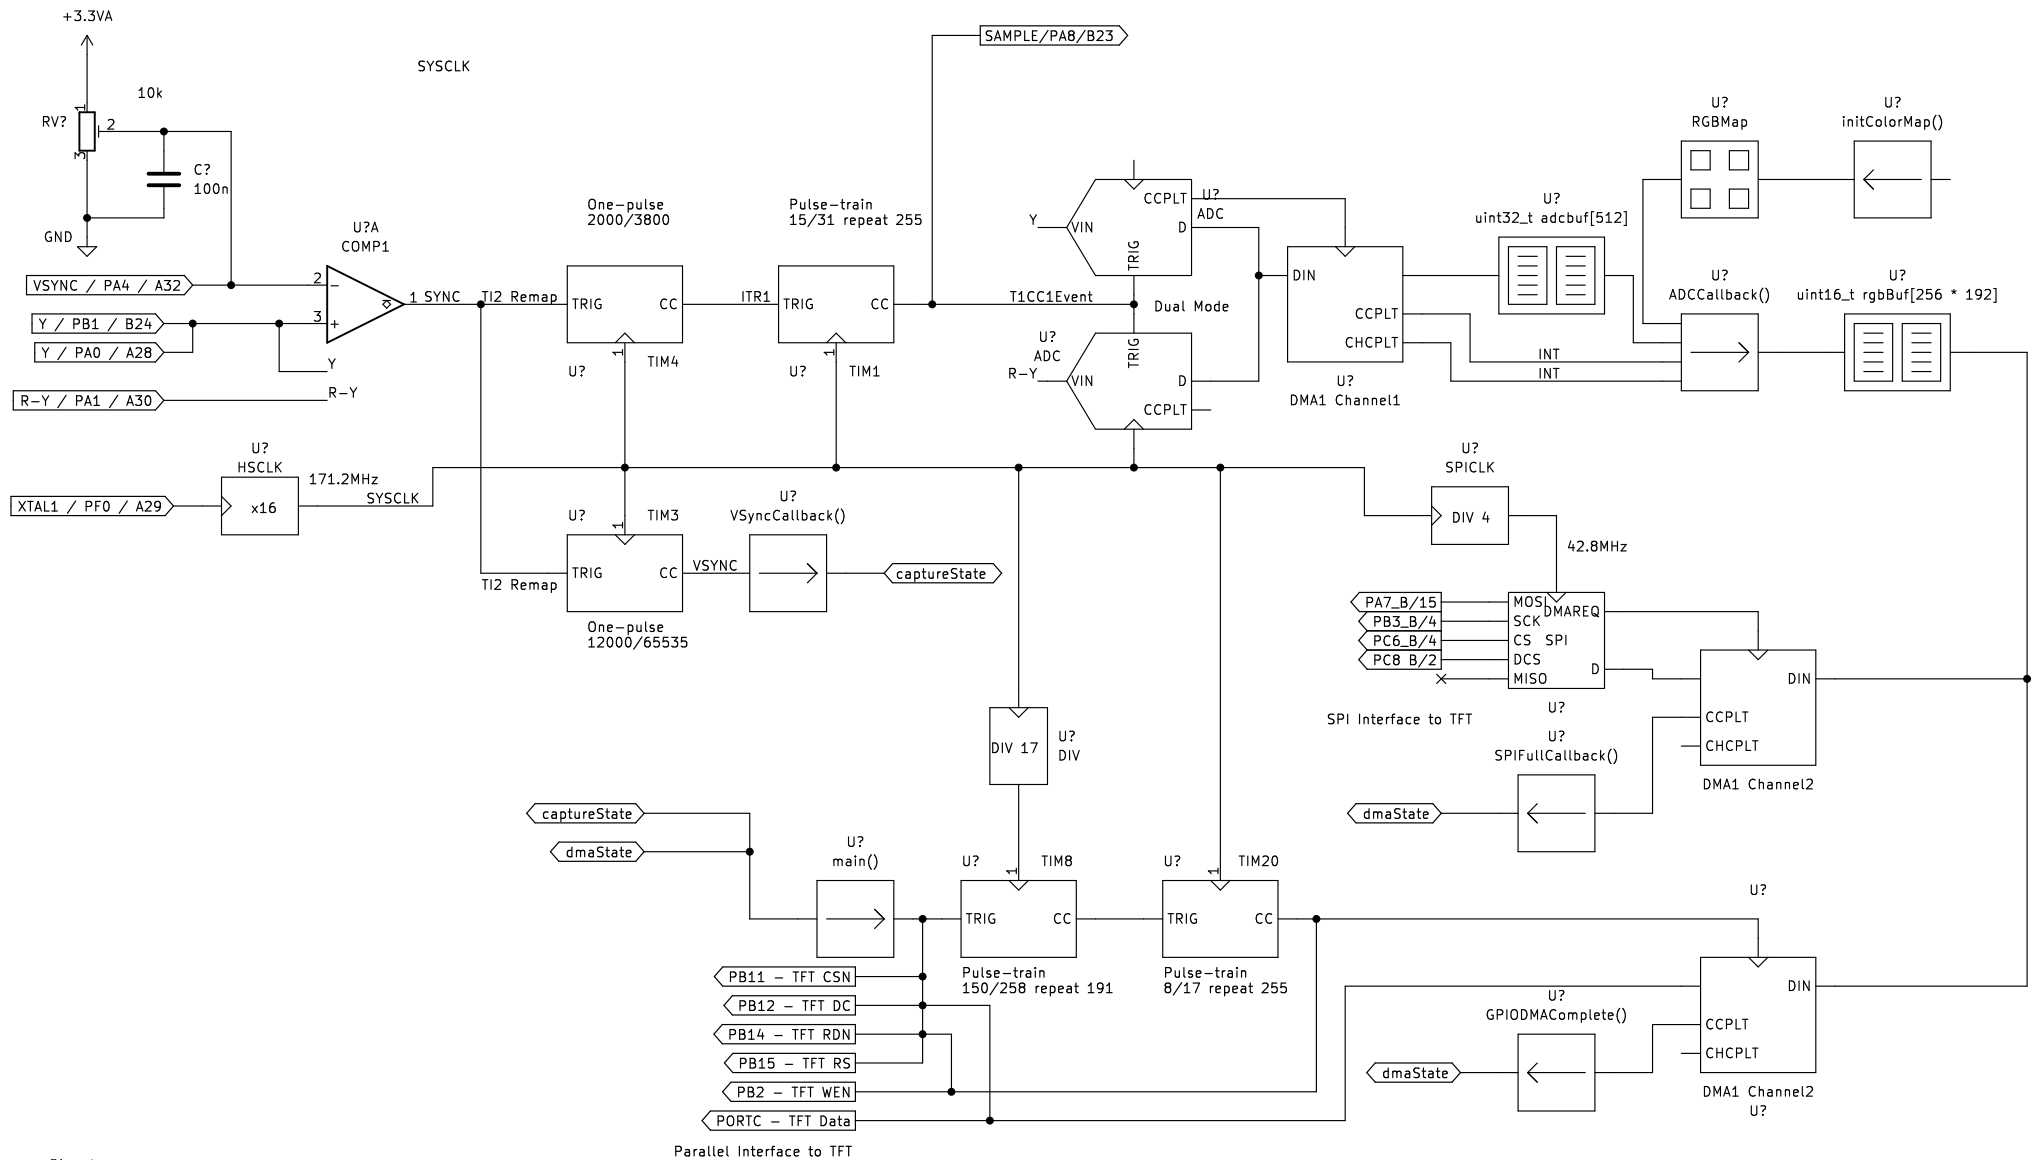 +3.3VA
SYSCLK
10k
RV?
1
2
3
C?
100n
GND
SAMPLE/PA8/B23
U?A
COMP1
VSYNC / PA4 / A32
Y / PB1 / B24
Y / PA0 / A28
R-Y / PA1 / A30
2
-
3
+
1
SYNC
Y
R-Y
One-pulse
2000/3800
TI2 Remap
TRIG
CC
1
U?
TIM4
Pulse-train
15/31 repeat 255
ITR1
TRIG
CC
1
U?
TIM1
T1CC1Event
Y
VIN
CCPLT
D
TRIG
U?
ADC
Dual Mode
U?
ADC
R-Y
VIN
TRIG
D
CCPLT
DIN
CCPLT
CHCPLT
U?
DMA1 Channel1
INT
INT
U?
uint32_t adcbuf[512]
U?
RGBMap
U?
initColorMap()
U?
ADCCallback()
U?
uint16_t rgbBuf[256 * 192]
XTAL1 / PF0 / A29
U?
HSCLK
x16
171.2MHz
SYSCLK
U?
TIM3
1
TRIG
CC
TI2 Remap
One-pulse
12000/65535
VSYNC
U?
VSyncCallback()
captureState
U?
SPICLK
DIV 4
42.8MHz
PA7_B/15
PB3_B/4
PC6_B/4
PC8 B/2
MOSI
DMAREQ
SCK
CS
SPI
DCS
D
MISO
U?
SPI Interface to TFT
U?
SPIFullCallback()
dmaState
DIN
CCPLT
CHCPLT
DMA1 Channel2
DIV 17
U?
DIV
captureState
dmaState
U?
main()
U?
TIM8
1
TRIG
CC
Pulse-train
150/258 repeat 191
U?
TIM20
1
TRIG
CC
Pulse-train
8/17 repeat 255
PB11 - TFT CSN
PB12 - TFT DC
PB14 - TFT RDN
PB15 - TFT RS
PB2 - TFT WEN
PORTC - TFT Data
Parallel Interface to TFT
U?
DIN
CCPLT
CHCPLT
U?
GPIODMAComplete()
dmaState
DMA1 Channel2
U?